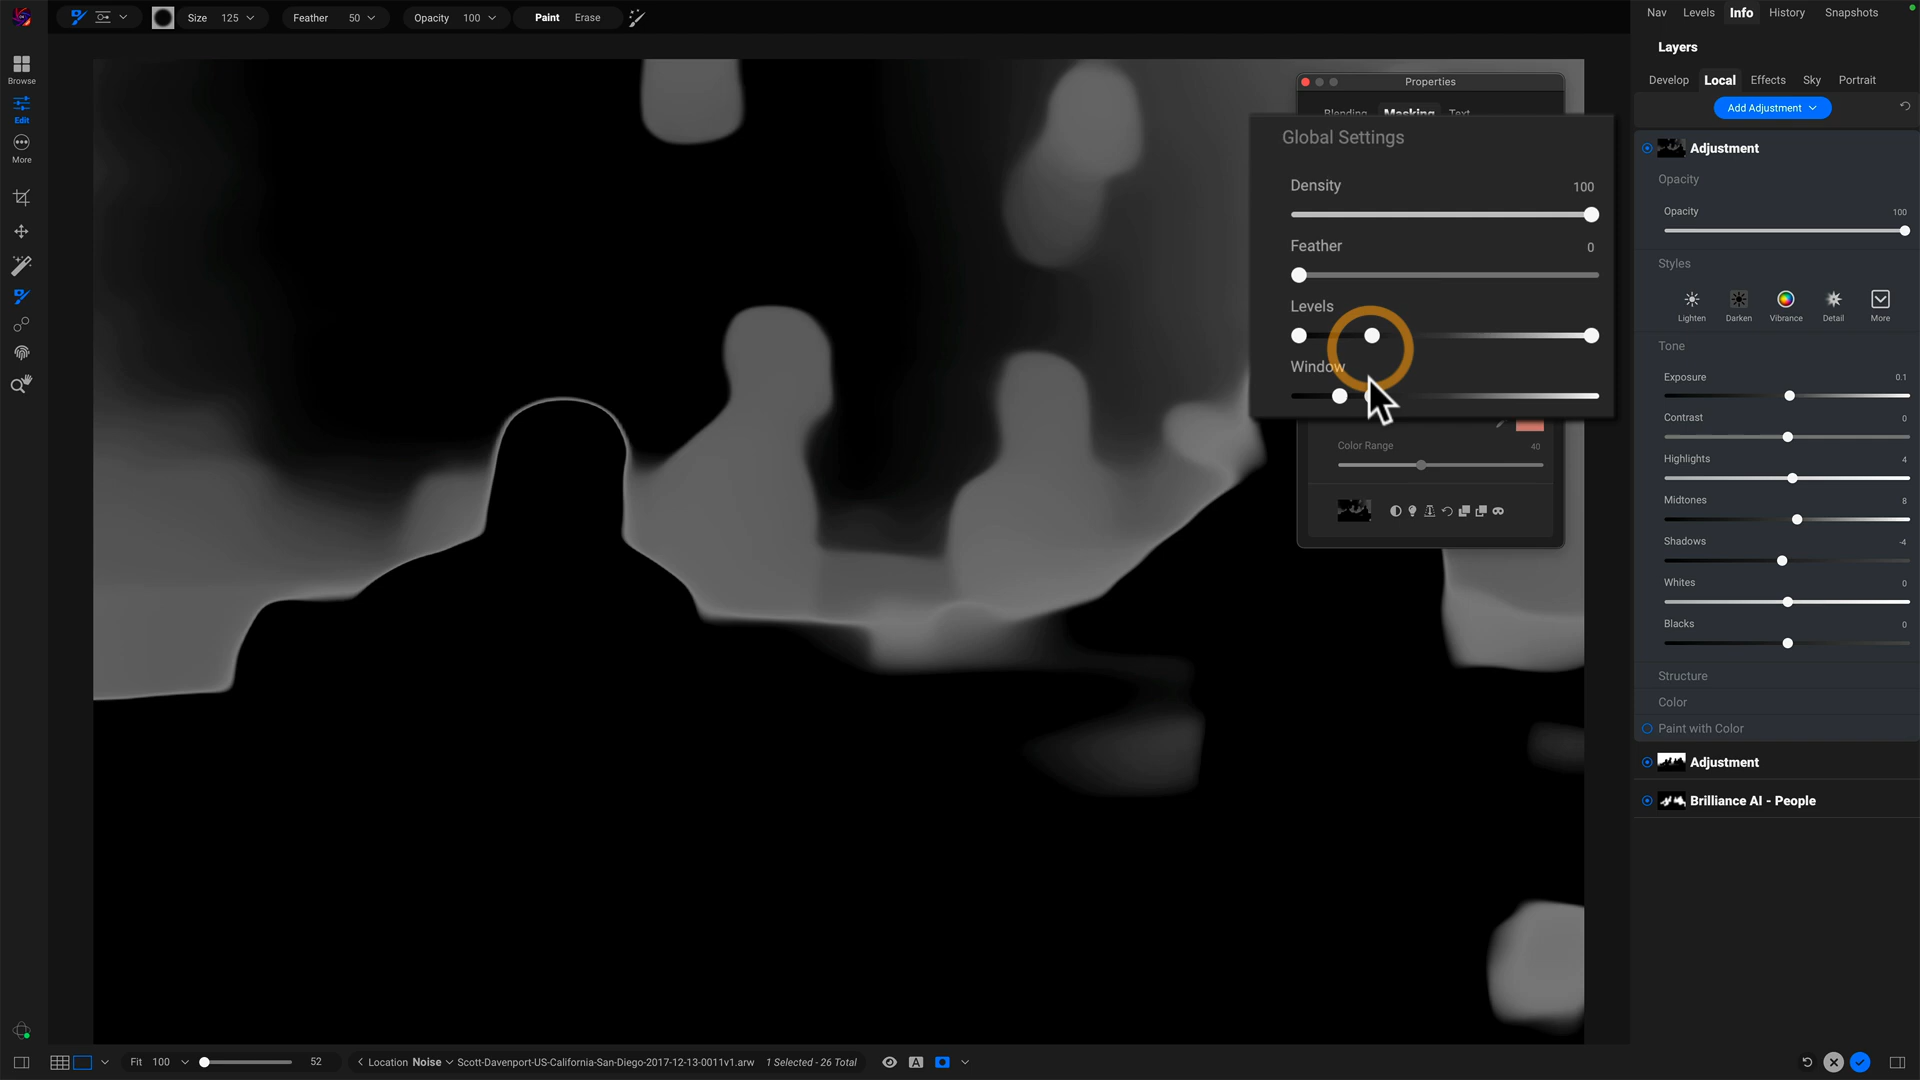 Size 125 Feather 50 Opacity 100 Paint Erase
Nav Levels Info History Snapshots
Layers
Develop Local Effects Sky Portrait
Add Adjustment
Browse
Edit
More
Properties
Blending Masking Text
Global Settings
Density 100
Feather 0
Levels
Window
Color Range 40
Adjustment
Opacity
Opacity 100
Styles
Lighten Darken Vibrance Detail More
Tone
Exposure 0.1
Contrast 0
Highlights 4
Midtones 8
Shadows -4
Whites 0
Blacks 0
Structure
Color
Paint with Color
Adjustment
Brilliance AI - People
Fit 100 52 Location Noise Scott-Davenport-US-California-San-Diego-2017-12-13-0011v1.arw 1 Selected - 26 Total A